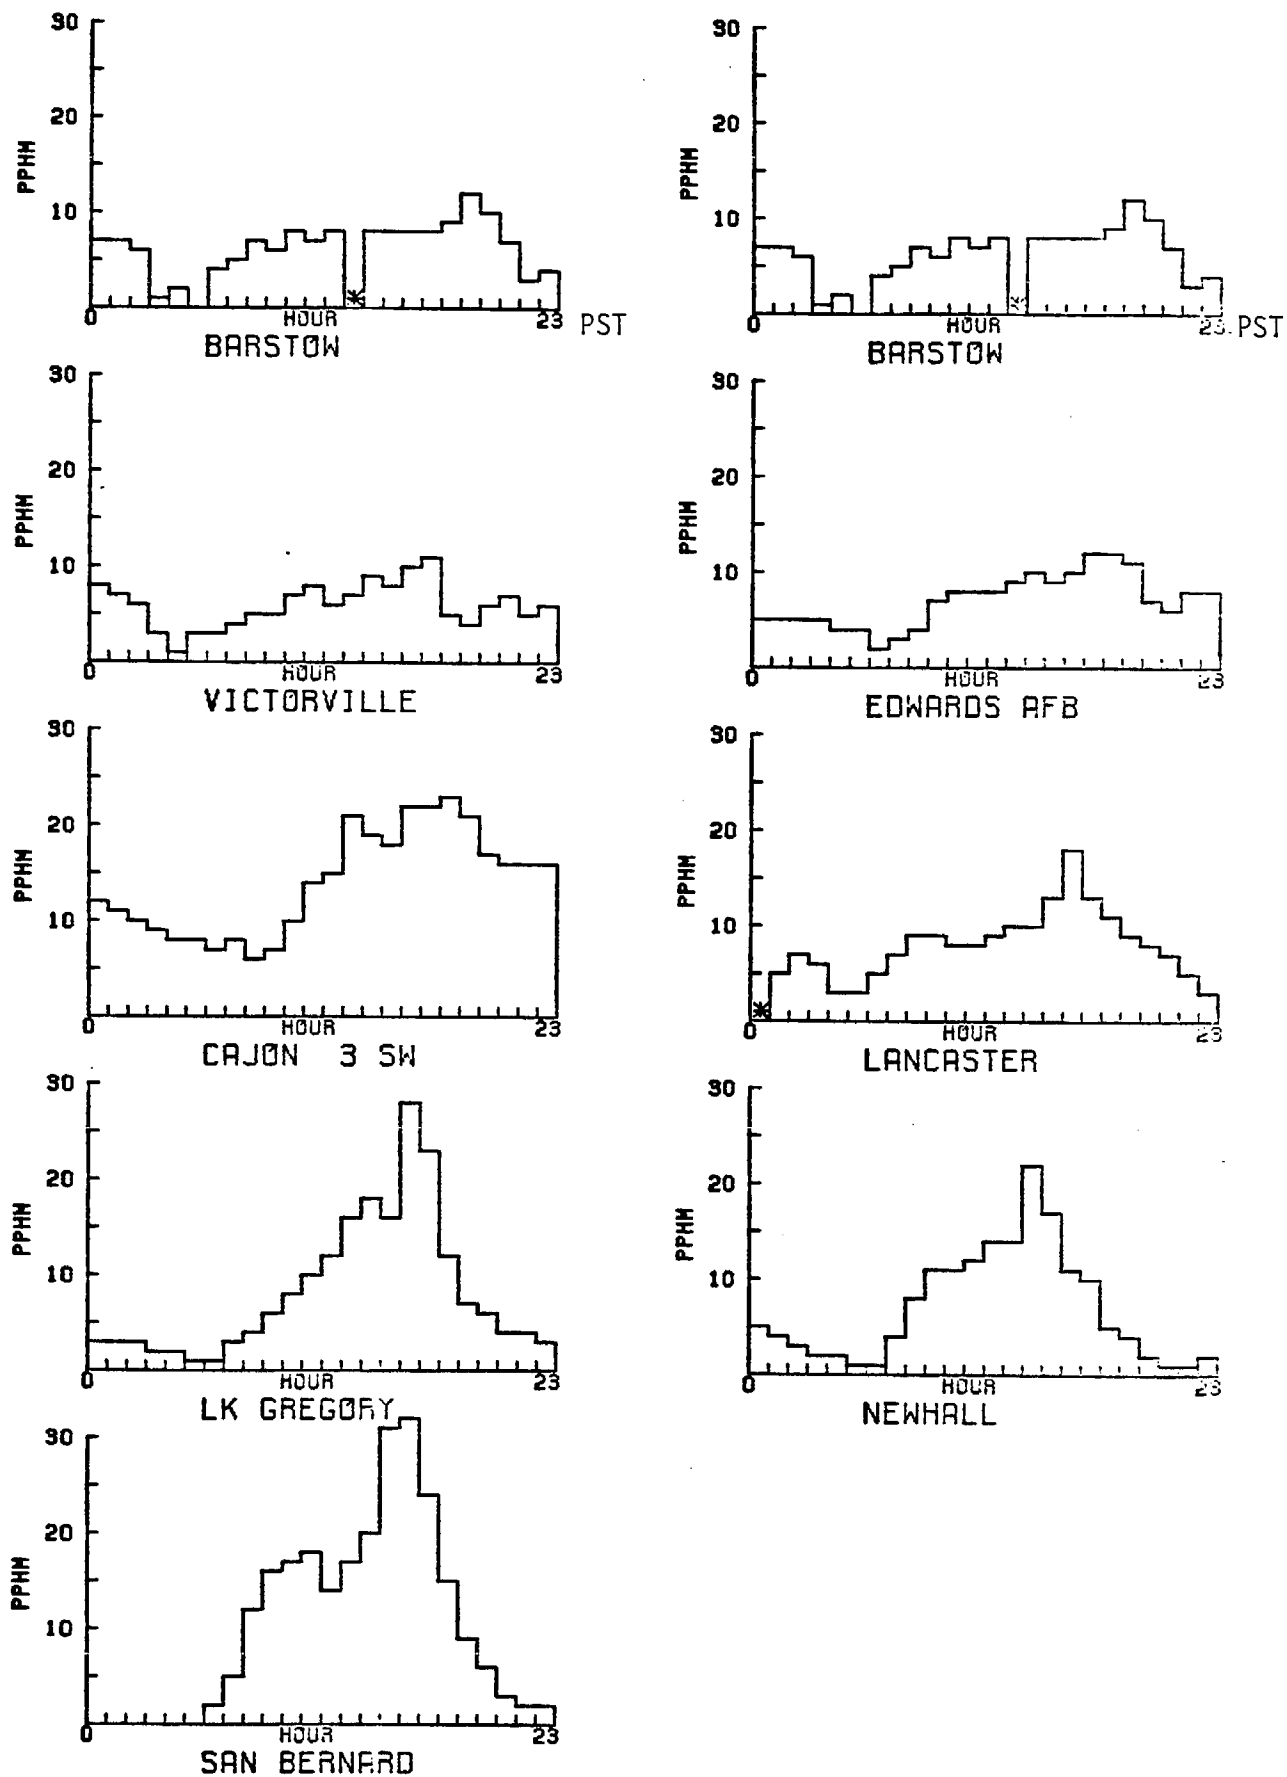 30
20
10
PPHM
0 HOUR 23 PST
BARSTOW
30
20
10
PPHM
0 HOUR 23
VICTORVILLE
30
20
10
PPHM
0 HOUR 23
CAJON 3 SW
30
20
10
PPHM
0 HOUR 23
LK GREGORY
30
20
10
PPHM
0 HOUR 23
SAN BERNARD
30
20
10
PPHM
0 HOUR 23 PST
BARSTOW
30
20
10
PPHM
0 HOUR 23
EDWARDS AFB
30
20
10
PPHM
0 HOUR 23
LANCASTER
30
20
10
PPHM
0 HOUR 23
NEWHALL